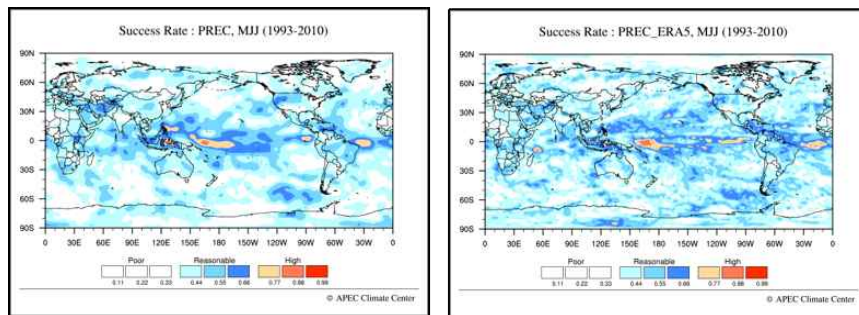 Success Rate : PREC, MJJ (1993-2010)
90N
60N
30N
0
30S
60S
90S
0 30E 60E 90E 120E 150E 180 150W 120W 90W 60W 30W 0
Poor Reasonable High
0.11 0.22 0.33 0.44 0.55 0.66 0.77 0.88 0.99
© APEC Climate Center
Success Rate : PREC_ERA5, MJJ (1993-2010)
90N
60N
30N
0
30S
60S
90S
0 30E 60E 90E 120E 150E 180 150W 120W 90W 60W 30W 0
Poor Reasonable High
0.11 0.22 0.33 0.44 0.55 0.66 0.77 0.88 0.99
© APEC Climate Center